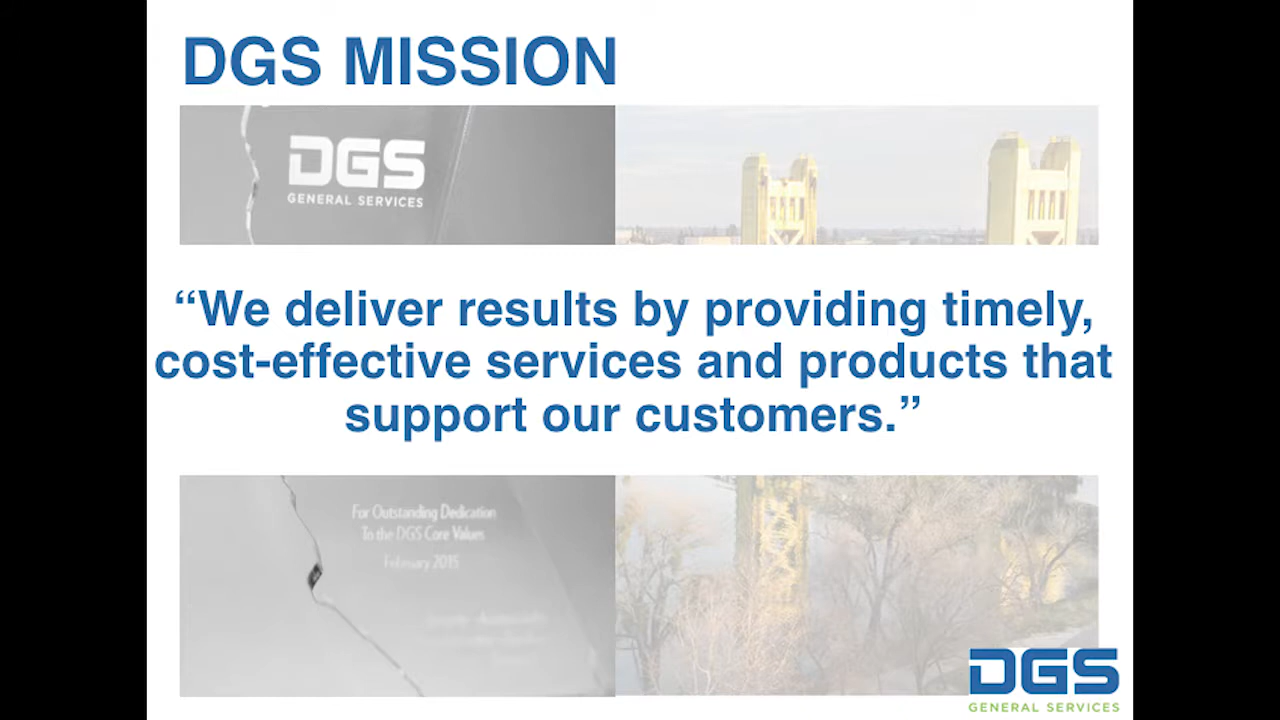 DGS MISSION
DGS
GENERAL SERVICES
“We deliver results by providing timely,
cost-effective services and products that
support our customers.”
For Outstanding Dedication
To the DGS Core Values
February 2015
DGS
GENERAL SERVICES